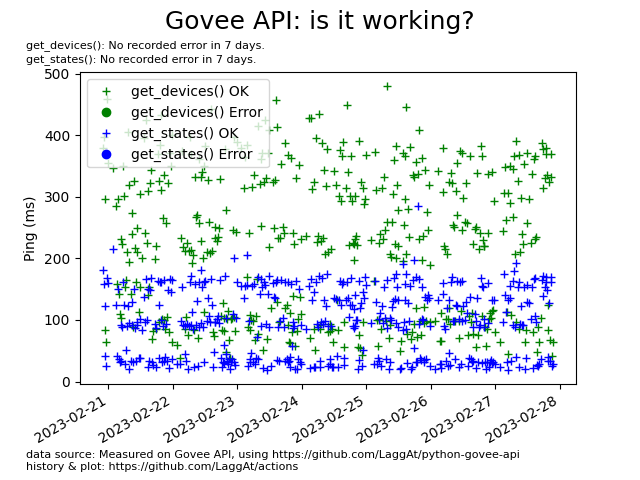 Govee API: is it working?
get_devices(): No recorded error in 7 days.
get_states(): No recorded error in 7 days.
500
400
300
200
100
0
Ping (ms)
get_devices() OK
get_devices() Error
get_states() OK
get_states() Error
2023-02-21
2023-02-22
2023-02-23
2023-02-24
2023-02-25
2023-02-26
2023-02-27
2023-02-28
data source: Measured on Govee API, using https://github.com/LaggAt/python-govee-api
history & plot: https://github.com/LaggAt/actions